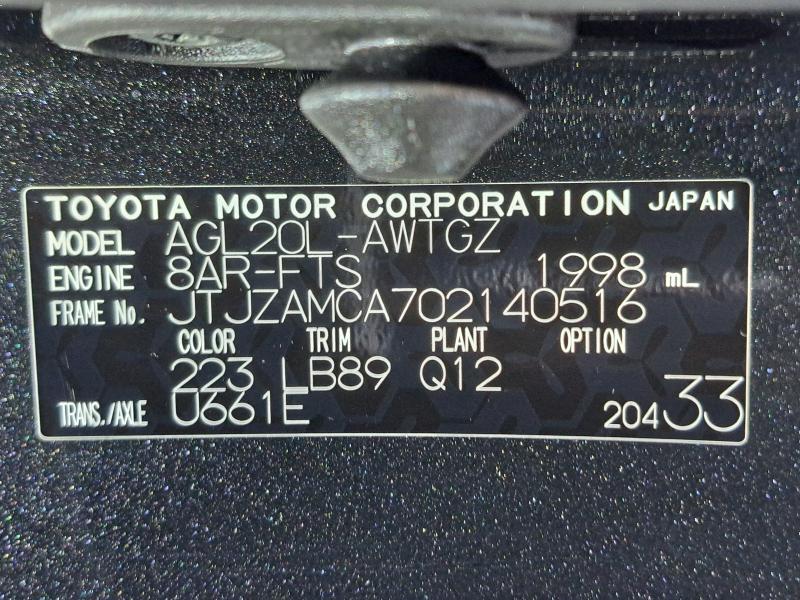 TOYOTA MOTOR CORPORATION JAPAN
MODEL AGL20L-AWTGZ
ENGINE 8AR-FTS 1998 mL
FRAME No. JTJZAMCA702140516
COLOR TRIM PLANT OPTION
223 LB89 Q12
TRANS./AXLE U661E 20433